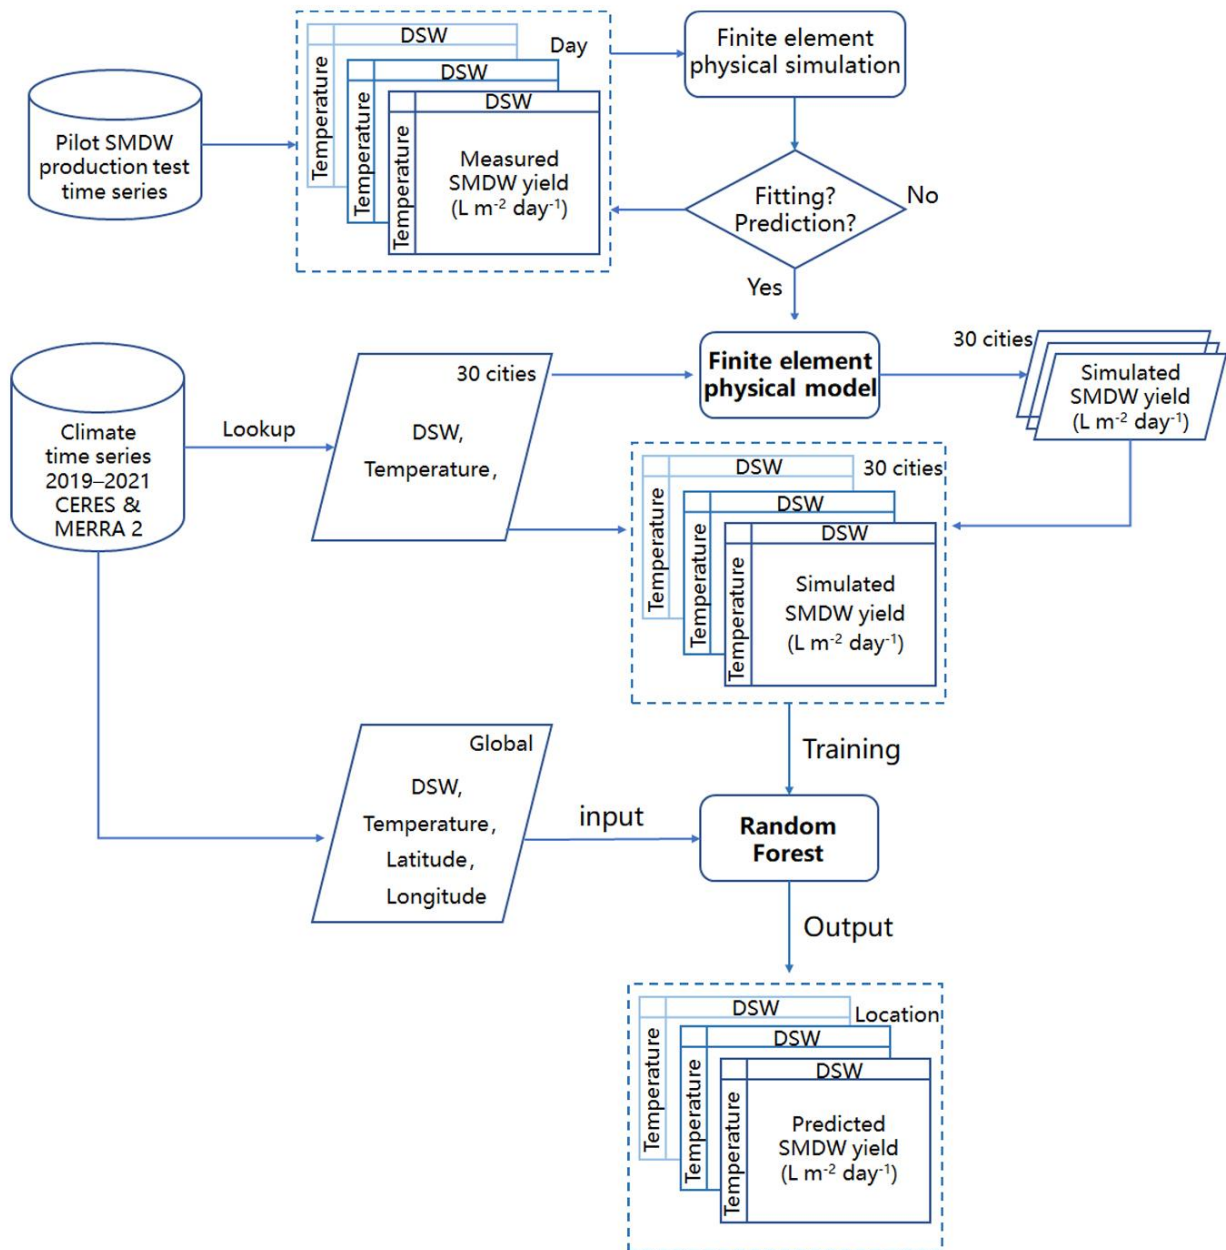 DSW
Day
DSW
DSW
Temperature
Temperature
Temperature
Measured
SMDW yield
(L m⁻² day⁻¹)
Pilot SMDW
production test
time series
Finite element
physical simulation
Fitting?
Prediction?
No
Yes
Climate
time series
2019–2021
CERES &
MERRA 2
Lookup
30 cities
DSW,
Temperature,
Finite element
physical model
30 cities
Simulated
SMDW yield
(L m⁻² day⁻¹)
DSW
30 cities
DSW
DSW
Temperature
Temperature
Temperature
Simulated
SMDW yield
(L m⁻² day⁻¹)
Training
Global
DSW,
Temperature,
Latitude,
Longitude
input
Random
Forest
Output
DSW
Location
DSW
DSW
Temperature
Temperature
Temperature
Predicted
SMDW yield
(L m⁻² day⁻¹)